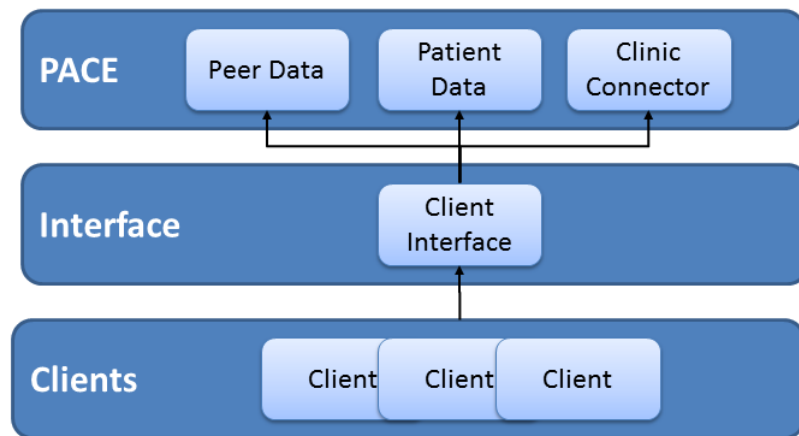 PACE
Peer Data
Patient
Data
Clinic
Connector
Interface
Client
Interface
Clients
Client
Client
Client